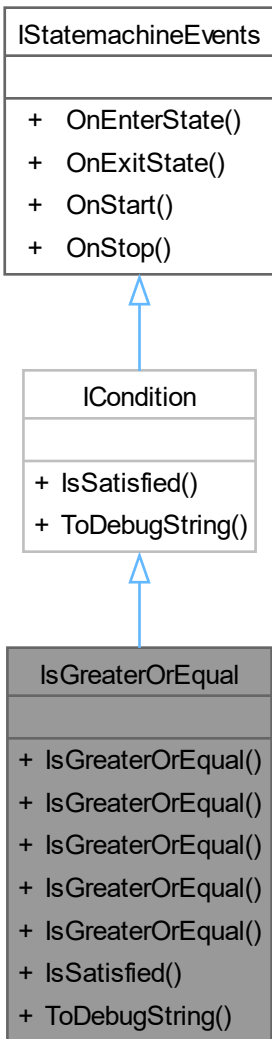 IStatemachineEvents
+ OnEnterState()
+ OnExitState()
+ OnStart()
+ OnStop()
ICondition
+ IsSatisfied()
+ ToDebugString()
IsGreaterOrEqual
+ IsGreaterOrEqual()
+ IsGreaterOrEqual()
+ IsGreaterOrEqual()
+ IsGreaterOrEqual()
+ IsGreaterOrEqual()
+ IsSatisfied()
+ ToDebugString()